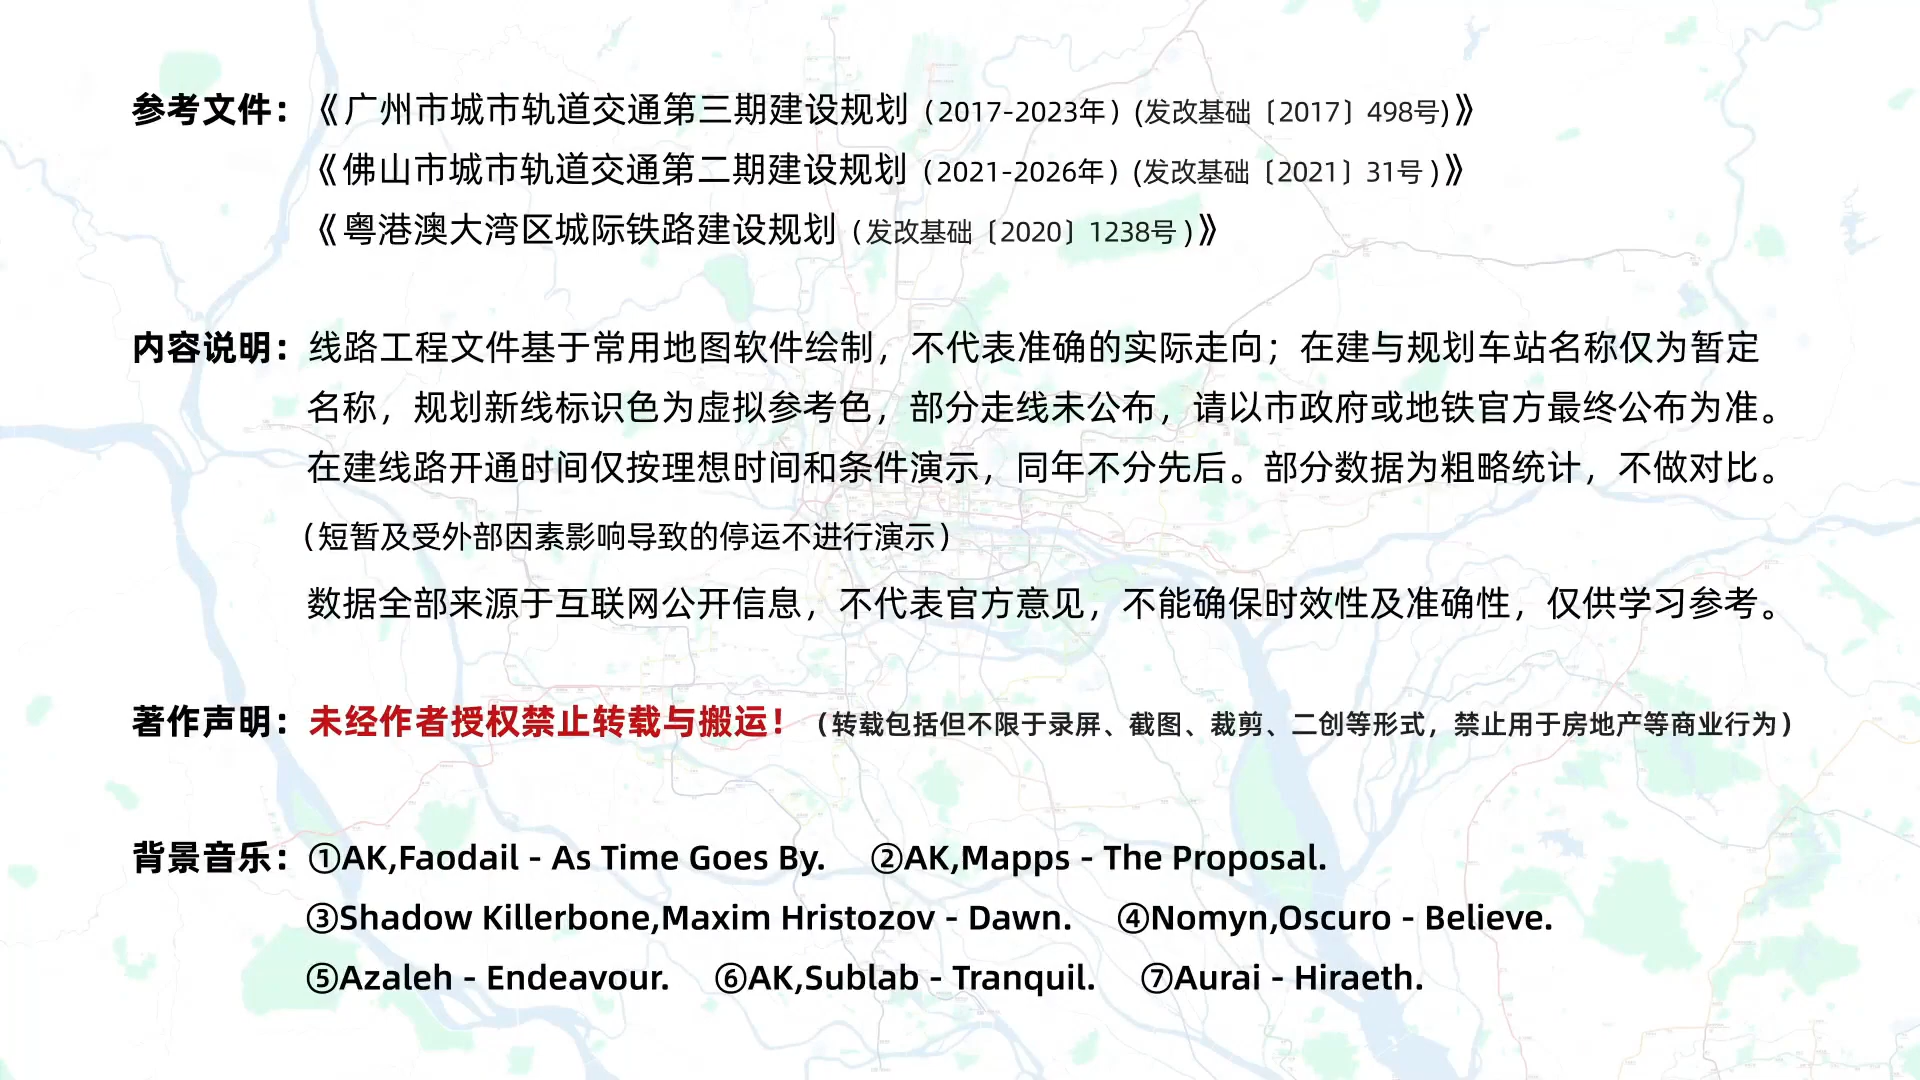 参考文件：《广州市城市轨道交通第三期建设规划（2017-2023年）(发改基础〔2017〕498号)》
《佛山市城市轨道交通第二期建设规划（2021-2026年）(发改基础〔2021〕31号 )》
《粤港澳大湾区城际铁路建设规划（发改基础〔2020〕1238号 )》
内容说明：线路工程文件基于常用地图软件绘制，不代表准确的实际走向；在建与规划车站名称仅为暂定
名称，规划新线标识色为虚拟参考色，部分走线未公布，请以市政府或地铁官方最终公布为准。
在建线路开通时间仅按理想时间和条件演示，同年不分先后。部分数据为粗略统计，不做对比。
（短暂及受外部因素影响导致的停运不进行演示）
数据全部来源于互联网公开信息，不代表官方意见，不能确保时效性及准确性，仅供学习参考。
著作声明：未经作者授权禁止转载与搬运！（转载包括但不限于录屏、截图、裁剪、二创等形式，禁止用于房地产等商业行为）
背景音乐：①AK,Faodail - As Time Goes By. ②AK,Mapps - The Proposal.
③Shadow Killerbone,Maxim Hristozov - Dawn. ④Nomyn,Oscuro - Believe.
⑤Azaleh - Endeavour. ⑥AK,Sublab - Tranquil. ⑦Aurai - Hiraeth.